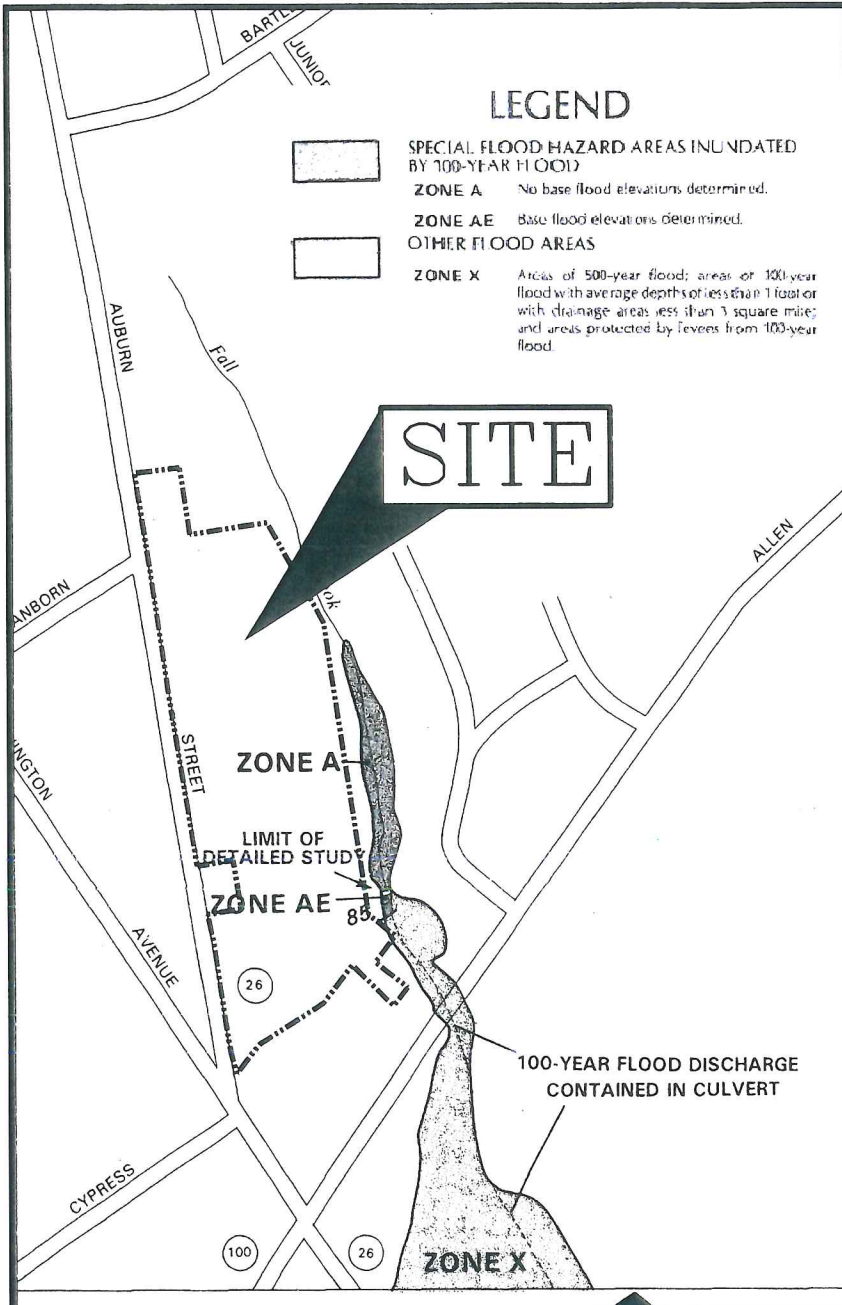 BARTL
JUNIOR
LEGEND
SPECIAL FLOOD HAZARD AREAS INUNDATED
BY 100-YEAR FLOOD
ZONE A No base flood elevations determined.
ZONE AE Base flood elevations determined.
OTHER FLOOD AREAS
ZONE X Areas of 500-year flood; areas of 100-year
flood with average depths of less than 1 foot or
with drainage areas less than 1 square mile;
and areas protected by levees from 100-year
flood.
AUBURN
Fall
SITE
ALLEN
ANBORN
ok
STREET
INGTON
ZONE A
LIMIT OF
DETAILED STUDY
ZONE AE
85
AVENUE
26
100-YEAR FLOOD DISCHARGE
CONTAINED IN CULVERT
CYPRESS
100
26
ZONE X